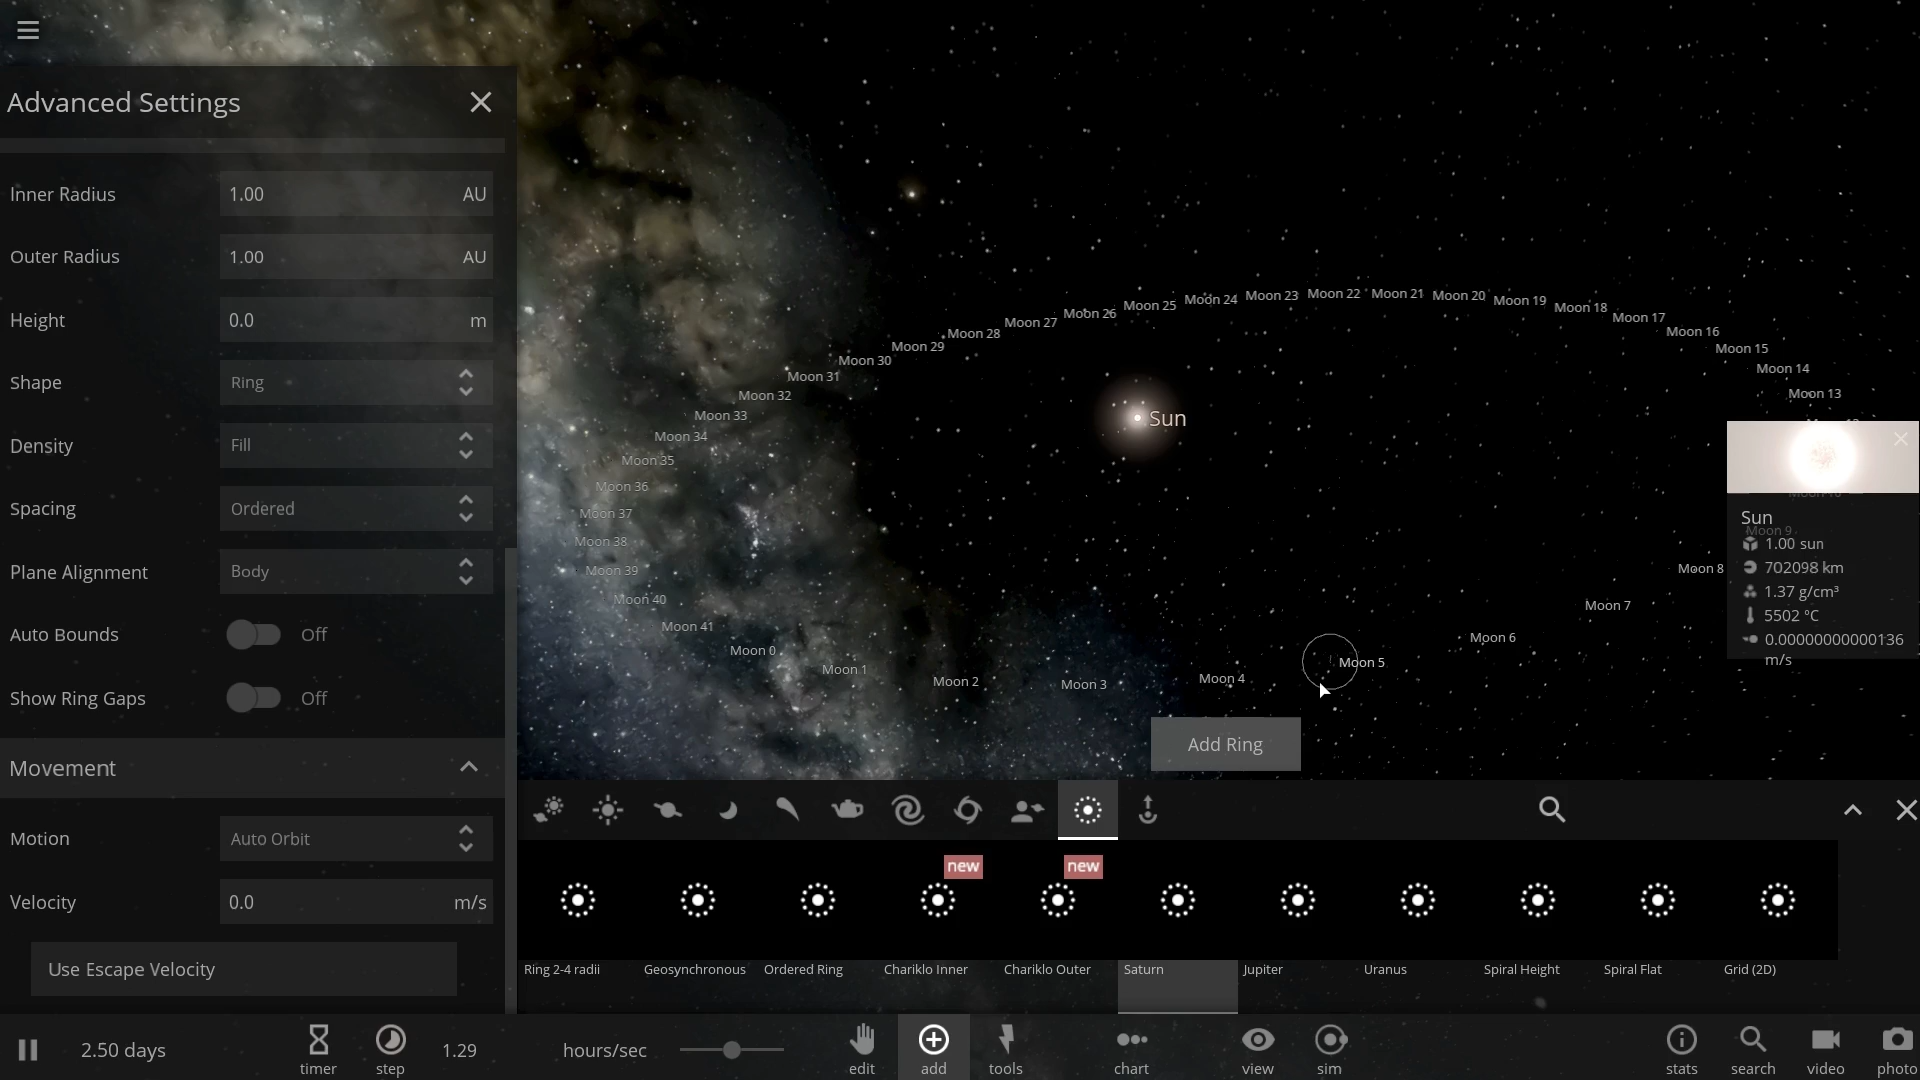 Advanced Settings
Inner Radius 1.00 AU
Outer Radius 1.00 AU
Height 0.0 m
Shape Ring
Density Fill
Spacing Ordered
Plane Alignment Body
Auto Bounds Off
Show Ring Gaps Off
Movement
Motion Auto Orbit
Velocity 0.0 m/s
Use Escape Velocity
Moon 22
Moon 21
Moon 23
Moon 20
Moon 24
Moon 19
Moon 25
Moon 18
Moon 26
Moon 17
Moon 27
Moon 16
Moon 28
Moon 15
Moon 29
Moon 30
Moon 14
Moon 31
Moon 13
Moon 32
Moon 33
Sun
Moon 34
Moon 35
Moon 36
Moon 37
Moon 38
Moon 39
Moon 40
Moon 41
Moon 0
Moon 1
Moon 2
Moon 3
Moon 4
Moon 5
Moon 6
Moon 7
Moon 8
Sun
Moon 9
1.00 sun
702098 km
1.37 g/cm³
5502 °C
0.00000000000136
m/s
Add Ring
new
new
Ring 2-4 radii
Geosynchronous
Ordered Ring
Chariklo Inner
Chariklo Outer
Saturn
Jupiter
Uranus
Spiral Height
Spiral Flat
Grid (2D)
2.50 days
timer
step
1.29
hours/sec
edit
add
tools
chart
view
sim
stats
search
video
photo